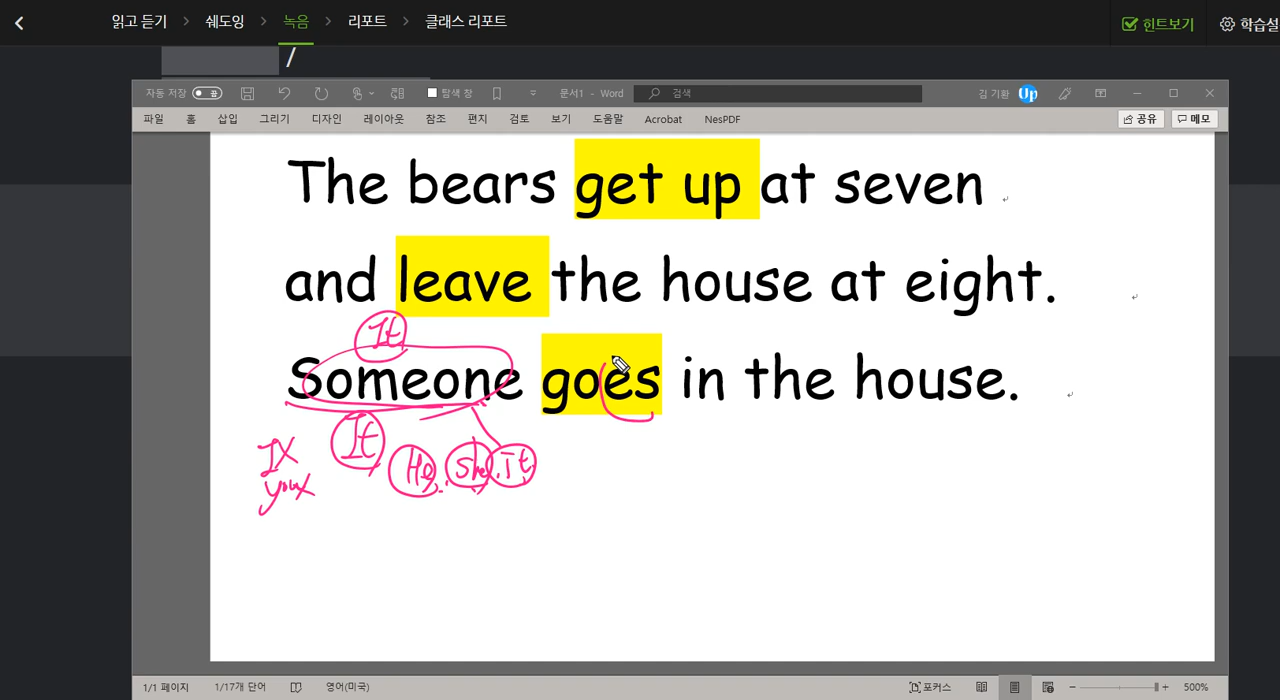 읽고 듣기 > 쉐도잉 > 녹음 > 리포트 > 클래스 리포트 힌트보기 학습설
/
자동 저장 끔 탐색 창 문서1 - Word 검색 김 기환 Up
파일 홈 삽입 그리기 디자인 레이아웃 참조 편지 검토 보기 도움말 Acrobat NesPDF 공유 메모
The bears get up at seven
and leave the house at eight.
It
Someone goes in the house.
It
I X He, she, It
you X
1/1 페이지 1/17개 단어 영어(미국) 포커스 500%